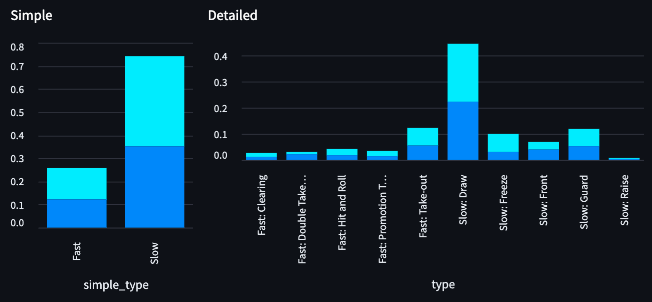 Simple
0.8
0.7
0.6
0.5
0.4
0.3
0.2
0.1
0.0
Fast
Slow
simple_type
Detailed
0.4
0.3
0.2
0.1
0.0
Fast: Clearing
Fast: Double Take...
Fast: Hit and Roll
Fast: Promotion T...
Fast: Take-out
Slow: Draw
Slow: Freeze
Slow: Front
Slow: Guard
Slow: Raise
type